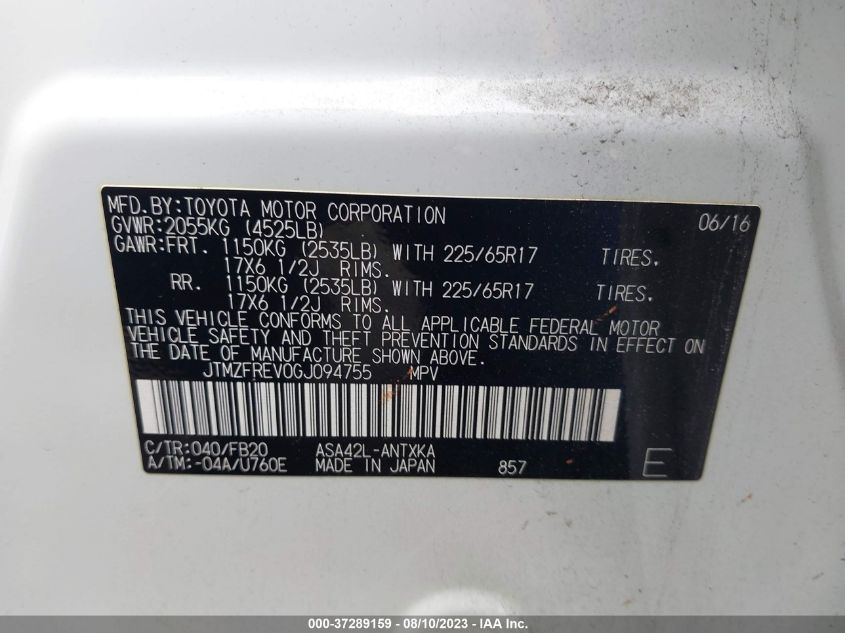 MFD.BY:TOYOTA MOTOR CORPORATION 06/16
GVWR:2055KG (4525LB)
GAWR:FRT. 1150KG (2535LB) WITH 225/65R17 TIRES.
17X6 1/2J RIMS.
RR. 1150KG (2535LB) WITH 225/65R17 TIRES.
17X6 1/2J RIMS.
THIS VEHICLE CONFORMS TO ALL APPLICABLE FEDERAL MOTOR
VEHICLE SAFETY AND THEFT PREVENTION STANDARDS IN EFFECT ON
THE DATE OF MANUFACTURE SHOWN ABOVE.
JTMZFREV0GJ094755 MPV
C/TR:040/FB20 ASA42L-ANTXKA
A/TM:-04A/U760E MADE IN JAPAN 857 E
000-37289159 - 08/10/2023 - IAA Inc.